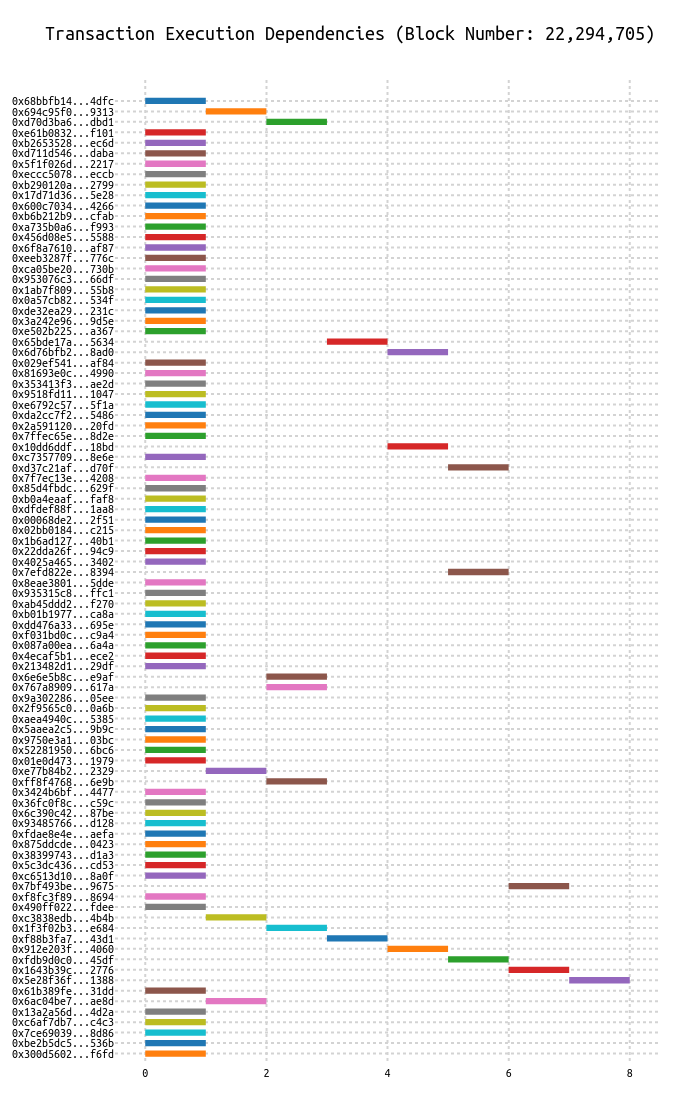 Transaction Execution Dependencies (Block Number: 22,294,705)
0x68bbfb14...4dfc
0x694c95f0...9313
0xd70d3ba6...dbd1
0xe61b0832...f101
0xb2653528...ec6d
0xd711d546...daba
0x5f1f026d...2217
0xeccc5078...eccb
0xb290120a...2799
0x17d71d36...5e28
0x600c7034...4266
0xb6b212b9...cfab
0xa735b0a6...f993
0x456d08e5...5588
0x6f8a7610...af87
0xeeb3287f...776c
0xca05be20...730b
0x953076c3...66df
0x1ab7f809...55b8
0x0a57cb82...534f
0xde32ea29...231c
0x3a242e96...9d5e
0xe502b225...a367
0x65bde17a...5634
0x6d76bfb2...8ad0
0x029ef541...af84
0x81693e0c...4990
0x353413f3...ae2d
0x9518fd11...1047
0xe6792c57...5f1a
0xda2cc7f2...5486
0x2a591120...20fd
0x7ffec65e...8d2e
0x10dd6ddf...18bd
0xc7357709...8e6e
0xd37c21af...d70f
0x7f7ec13e...4208
0x85d4fbdc...629f
0xb0a4eaaf...faf8
0xdfdef88f...1aa8
0x00068de2...2f51
0x02bb0184...c215
0x1b6ad127...40b1
0x22dda26f...94c9
0x4025a465...3402
0x7efd822e...8394
0x8eae3801...5dde
0x935315c8...ffc1
0xab45ddd2...f270
0xb01b1977...ca8a
0xdd476a33...695e
0xf031bd0c...c9a4
0x087a00ea...6a4a
0x4ecaf5b1...ece2
0x213482d1...29df
0x6e6e5b8c...e9af
0x767a8909...617a
0x9a302286...05ee
0x2f9565c0...0a6b
0xaea4940c...5385
0x5aaea2c5...9b9c
0x9750e3a1...03bc
0x52281950...6bc6
0x01e0d473...1979
0xe77b84b2...2329
0xff8f4768...6e9b
0x3424b6bf...4477
0x36fc0f8c...c59c
0x6c390c42...87be
0x93485766...d128
0xfdae8e4e...aefa
0x875ddcde...0423
0x38399743...d1a3
0x5c3dc436...cd53
0xc6513d10...8a0f
0x7bf493be...9675
0xf8fc3f89...8694
0x490ff022...fdee
0xc3838edb...4b4b
0x1f3f02b3...e684
0xf88b3fa7...43d1
0x912e203f...4060
0xfdb9d0c0...45df
0x1643b39c...2776
0x5e28f36f...1388
0x61b389fe...31dd
0x6ac04be7...ae8d
0x13a2a56d...4d2a
0xc6af7db7...c4c3
0x7ce69039...8d86
0xbe2b5dc5...536b
0x300d5602...f6fd
0 2 4 6 8